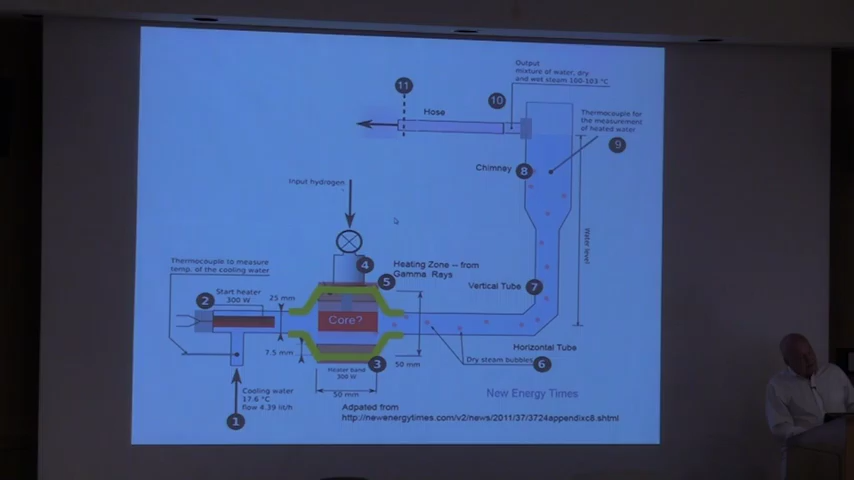 Output
mixture of water, dry
and wet steam 100-103 °C
11
10
Hose
Thermocouple for
the measurement
of heated water
9
Chimney
8
Input hydrogen
Water level
4
Heating Zone – from
Gamma Rays
5
Thermocouple to measure
temp. of the cooling water
Start heater
300 W
2
25 mm
Vertical Tube
7
Core?
7.5 mm
3
50 mm
Dry steam bubbles
6
Horizontal Tube
Heater band
300 W
50 mm
Cooling water
17.6 °C
flow 4.39 lit/h
1
New Energy Times
Adpated from
http://newenergytimes.com/v2/news/2011/37/3724appendixc8.shtml